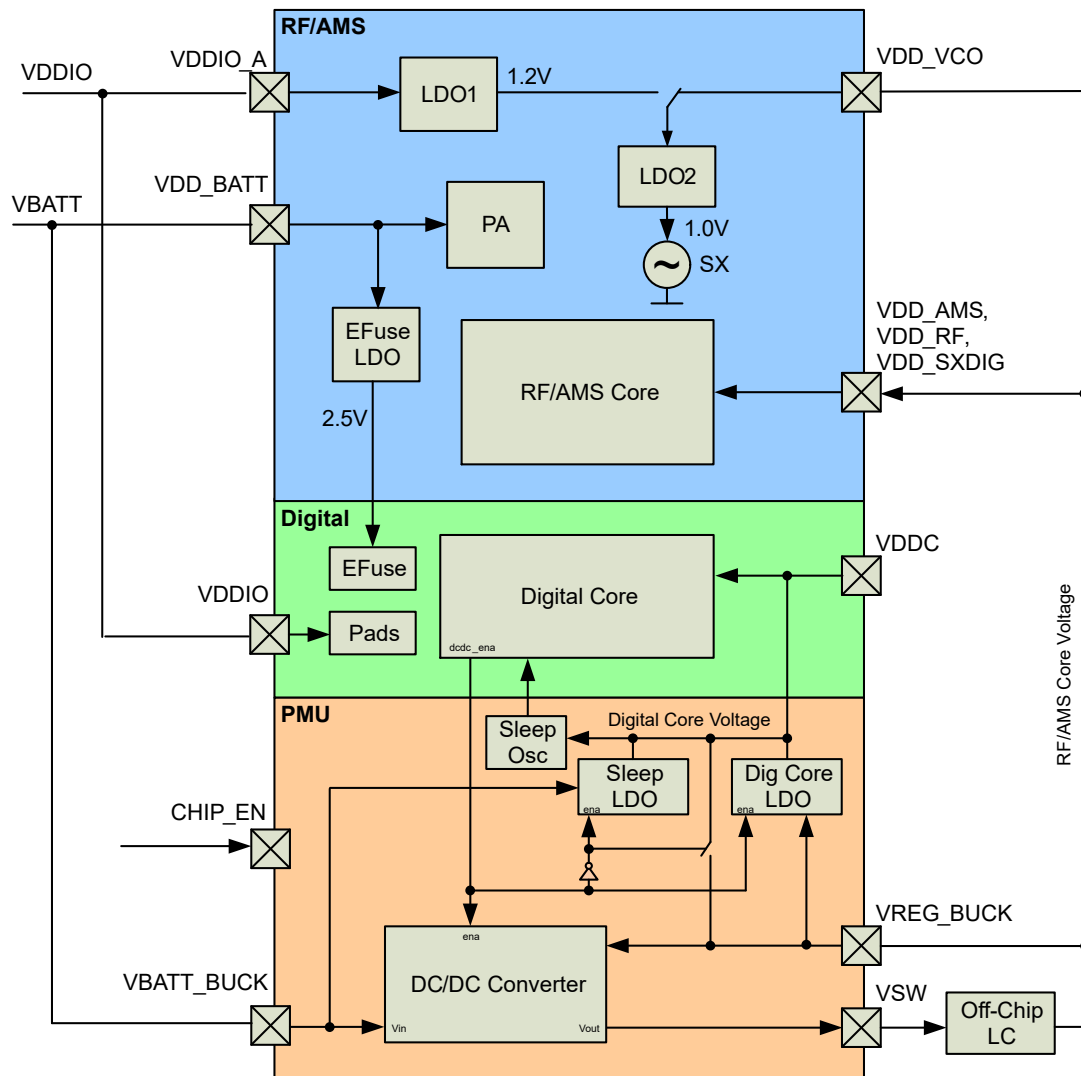 RF/AMS
VDDIO_A
VDDIO
LDO1
1.2V
VDD_VCO
LDO2
VDD_BATT
VBATT
PA
1.0V
SX
EFuse
LDO
VDD_AMS,
VDD_RF,
VDD_SXDIG
RF/AMS Core
2.5V
Digital
EFuse
Digital Core
VDDC
VDDIO
Pads
dcdc_ena
RF/AMS Core Voltage
PMU
Sleep
Osc
Digital Core Voltage
Sleep
LDO
ena
Dig Core
LDO
ena
CHIP_EN
VREG_BUCK
ena
DC/DC Converter
VBATT_BUCK
Vin
Vout
VSW
Off-Chip
LC